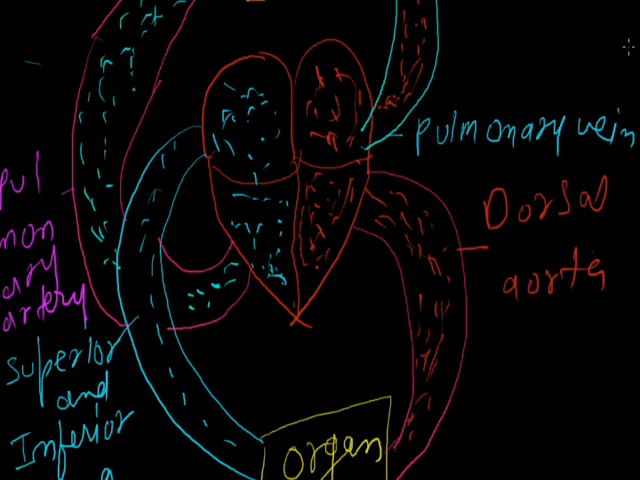 pulmonary vein
Dorsal
aorta
pul
mon
ary
artery
superior
and
Inferior
organ